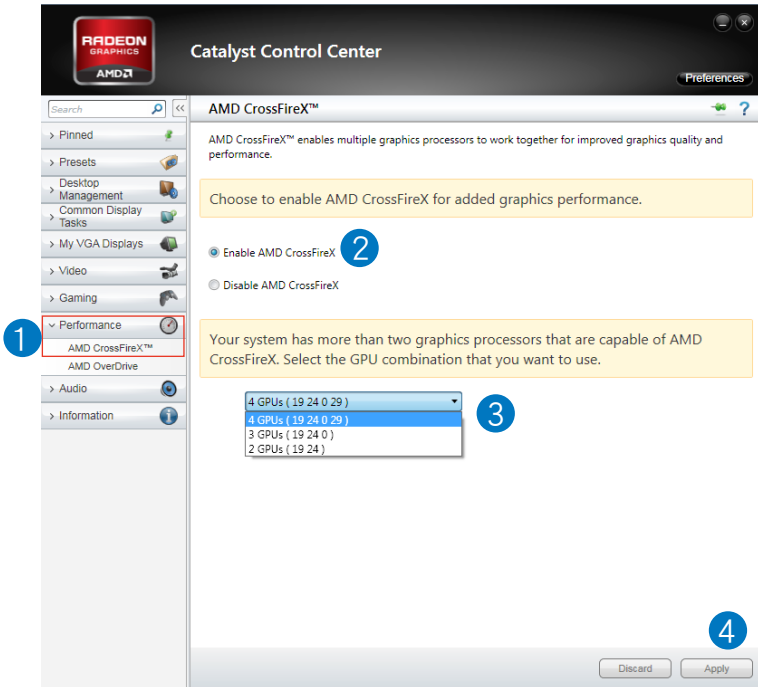 RADEON
GRAPHICS
AMD
Catalyst Control Center
Preferences
Search
<<
AMD CrossFireX™
?
> Pinned
AMD CrossFireX™ enables multiple graphics processors to work together for improved graphics quality and
performance.
> Presets
> Desktop
Management
Choose to enable AMD CrossFireX for added graphics performance.
> Common Display
Tasks
> My VGA Displays
Enable AMD CrossFireX
2
> Video
Disable AMD CrossFireX
> Gaming
1
Performance
AMD CrossFireX™
AMD OverDrive
Your system has more than two graphics processors that are capable of AMD
CrossFireX. Select the GPU combination that you want to use.
> Audio
> Information
4 GPUs ( 19 24 0 29 )
4 GPUs ( 19 24 0 29 )
3 GPUs ( 19 24 0 )
2 GPUs ( 19 24 )
3
4
Discard
Apply